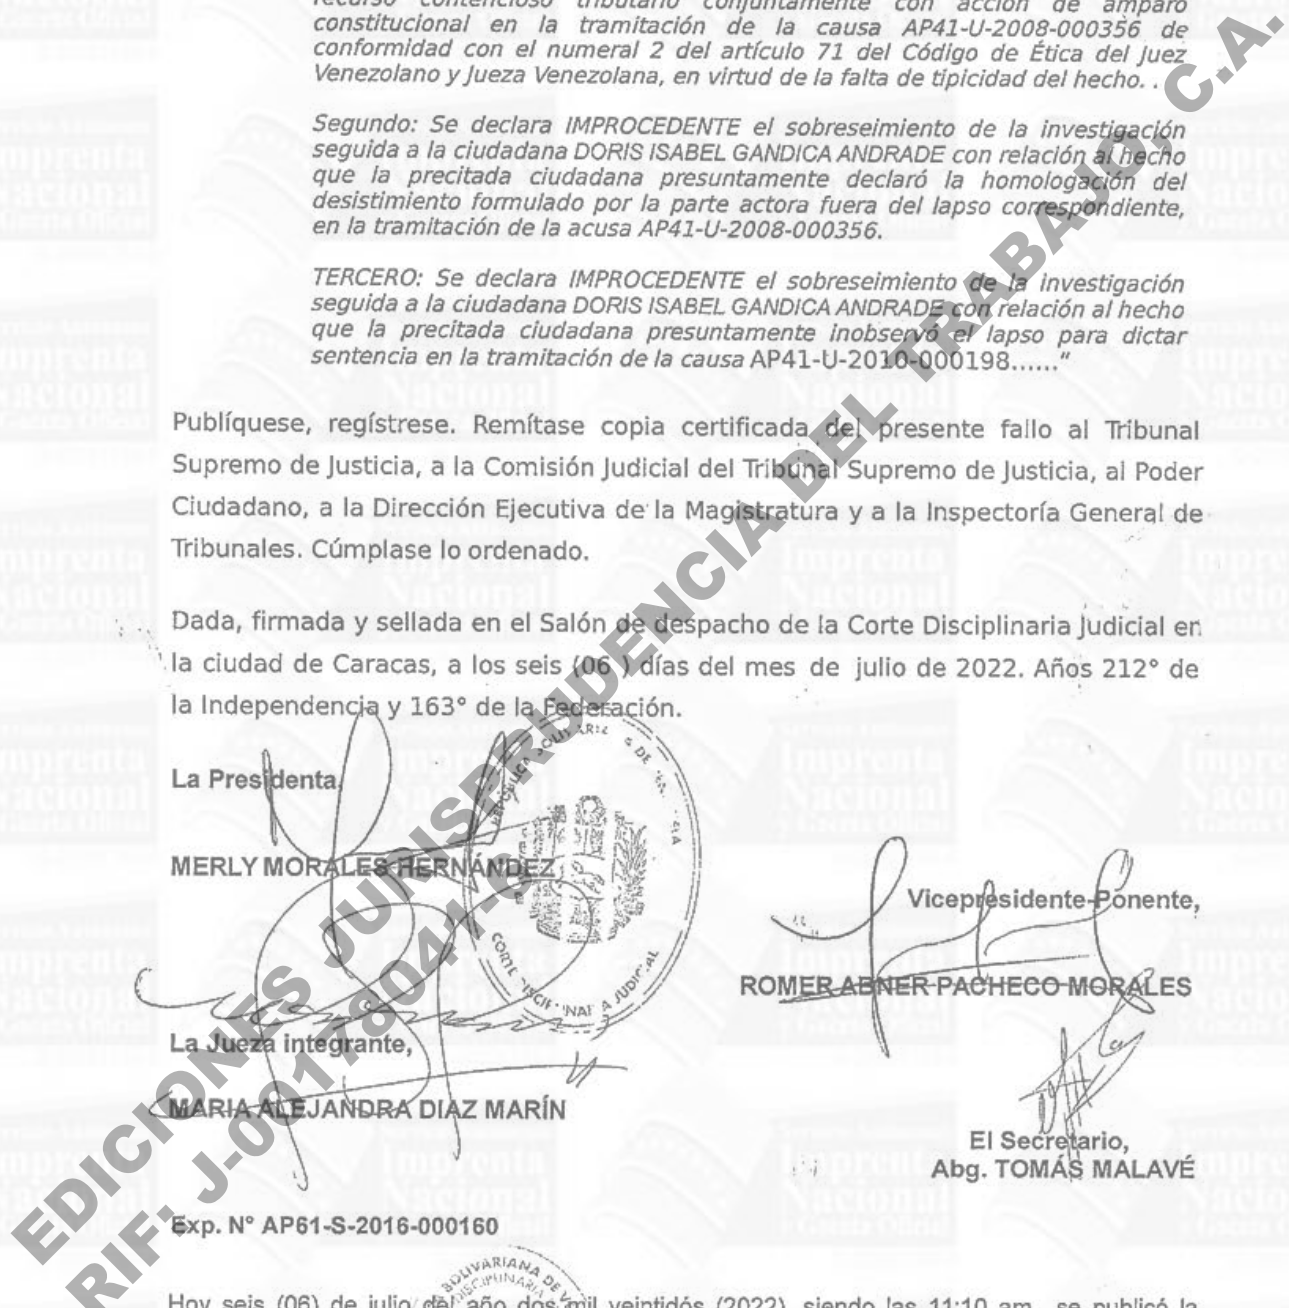 recurso contencioso tributario conjuntamente con acción de amparo
constitucional en la tramitación de la causa AP41-U-2008-000356 de
conformidad con el numeral 2 del artículo 71 del Código de Ética del Juez
Venezolano y Jueza Venezolana, en virtud de la falta de tipicidad del hecho. .
Segundo: Se declara IMPROCEDENTE el sobreseimiento de la investigación
seguida a la ciudadana DORIS ISABEL GANDICA ANDRADE con relación al hecho
que la precitada ciudadana presuntamente declaró la homologación del
desistimiento formulado por la parte actora fuera del lapso correspondiente,
en la tramitación de la acusa AP41-U-2008-000356.
TERCERO: Se declara IMPROCEDENTE el sobreseimiento de la investigación
seguida a la ciudadana DORIS ISABEL GANDICA ANDRADE con relación al hecho
que la precitada ciudadana presuntamente inobservó el lapso para dictar
sentencia en la tramitación de la causa AP41-U-2010-000198......"
Publíquese, regístrese. Remítase copia certificada del presente fallo al Tribunal
Supremo de Justicia, a la Comisión Judicial del Tribunal Supremo de Justicia, al Poder
Ciudadano, a la Dirección Ejecutiva de la Magistratura y a la Inspectoría General de
Tribunales. Cúmplase lo ordenado.
Dada, firmada y sellada en el Salón de despacho de la Corte Disciplinaria Judicial en
la ciudad de Caracas, a los seis (06 ) días del mes de julio de 2022. Años 212° de
la Independencia y 163° de la Federación.
La Presidenta,
MERLY MORALES HERNÁNDEZ
Vicepresidente-Ponente,
ROMER ABNER PACHECO MORALES
La Jueza integrante,
MARIA ALEJANDRA DIAZ MARÍN
El Secretario,
Abg. TOMÁS MALAVÉ
Exp. N° AP61-S-2016-000160
Hoy seis (06) de julio del año dos mil veintidós (2022), siendo las 11:10 am, se publicó la
EDICIONES JURISPRUDENCIA DEL TRABAJO, C.A.
RIF: J-00178041-6